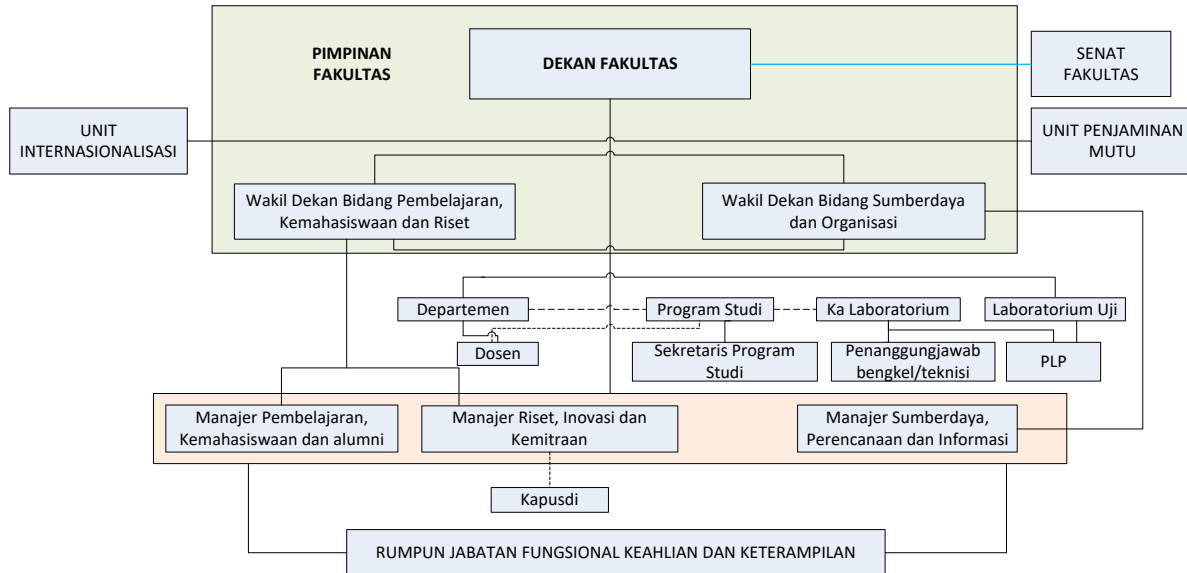 PIMPINAN
FAKULTAS
DEKAN FAKULTAS
SENAT
FAKULTAS
UNIT
INTERNASIONALISASI
UNIT PENJAMINAN
MUTU
Wakil Dekan Bidang Pembelajaran,
Kemahasiswaan dan Riset
Wakil Dekan Bidang Sumberdaya
dan Organisasi
Departemen
Program Studi
Ka Laboratorium
Laboratorium Uji
Dosen
Sekretaris Program
Studi
Penanggungjawab
bengkel/teknisi
PLP
Manajer Pembelajaran,
Kemahasiswaan dan alumni
Manajer Riset, Inovasi dan
Kemitraan
Manajer Sumberdaya,
Perencanaan dan Informasi
Kapusdi
RUMPUN JABATAN FUNGSIONAL KEAHLIAN DAN KETERAMPILAN